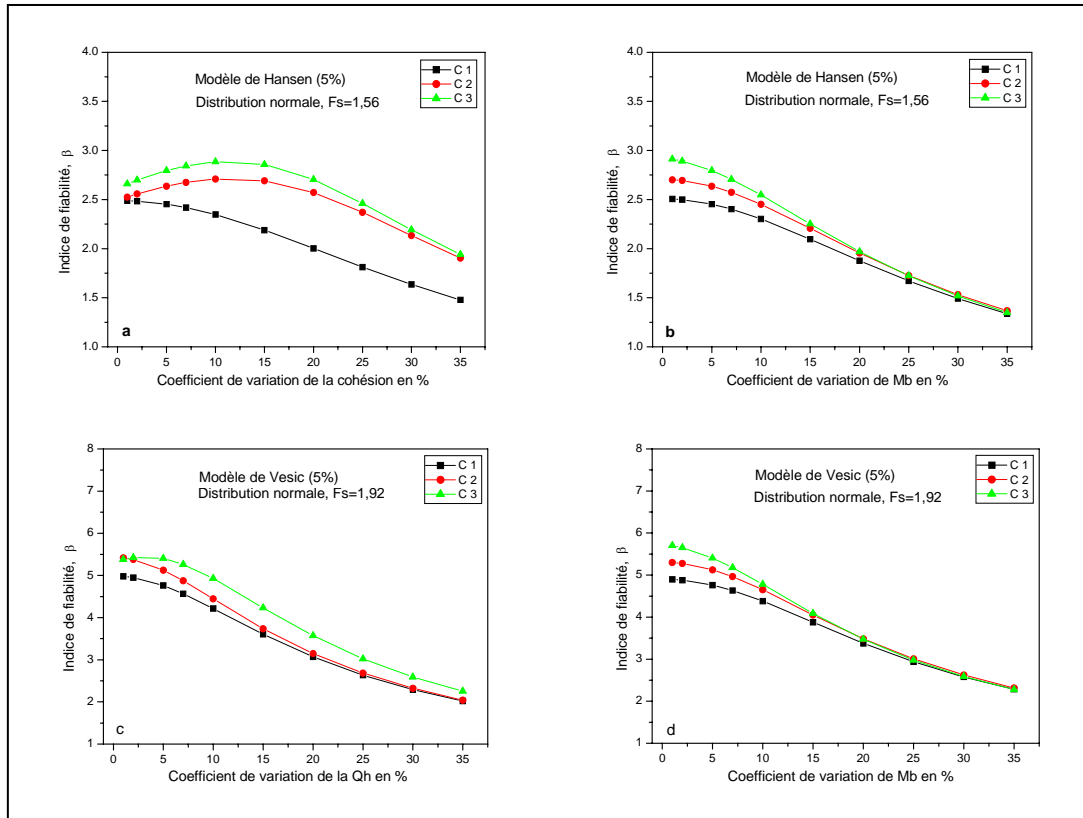 4.0
3.5
3.0
2.5
2.0
1.5
1.0
Indice de fiabilité, β
Modèle de Hansen (5%)
Distribution normale, Fs=1,56
C 1
C 2
C 3
a
0 5 10 15 20 25 30 35
Coefficient de variation de la cohésion en %
4.0
3.5
3.0
2.5
2.0
1.5
1.0
Indice de fiabilité, β
Modèle de Hansen (5%)
Distribution normale, Fs=1,56
C 1
C 2
C 3
b
0 5 10 15 20 25 30 35
Coefficient de variation de Mb en %
8
7
6
5
4
3
2
1
Indice de fiabilité, β
Modèle de Vesic (5%)
Distribution normale, Fs=1,92
C 1
C 2
C 3
c
0 5 10 15 20 25 30 35
Coefficient de variation de la Qh en %
8
7
6
5
4
3
2
1
Indice de fiabilité, β
Modèle de Vesic (5%)
Distribution normale, Fs=1,92
C 1
C 2
C 3
d
0 5 10 15 20 25 30 35
Coefficient de variation de Mb en %